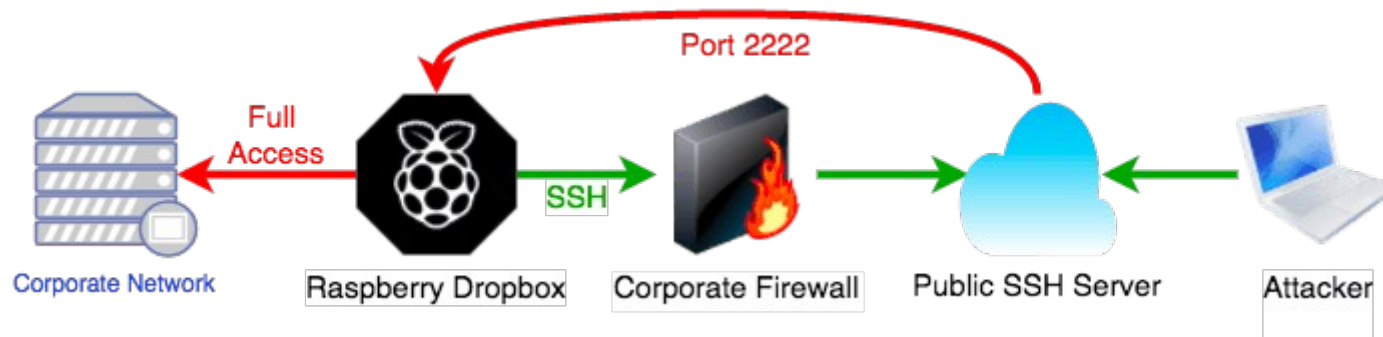 Port 2222
Full
Access
SSH
Corporate Network
Raspberry Dropbox
Corporate Firewall
Public SSH Server
Attacker